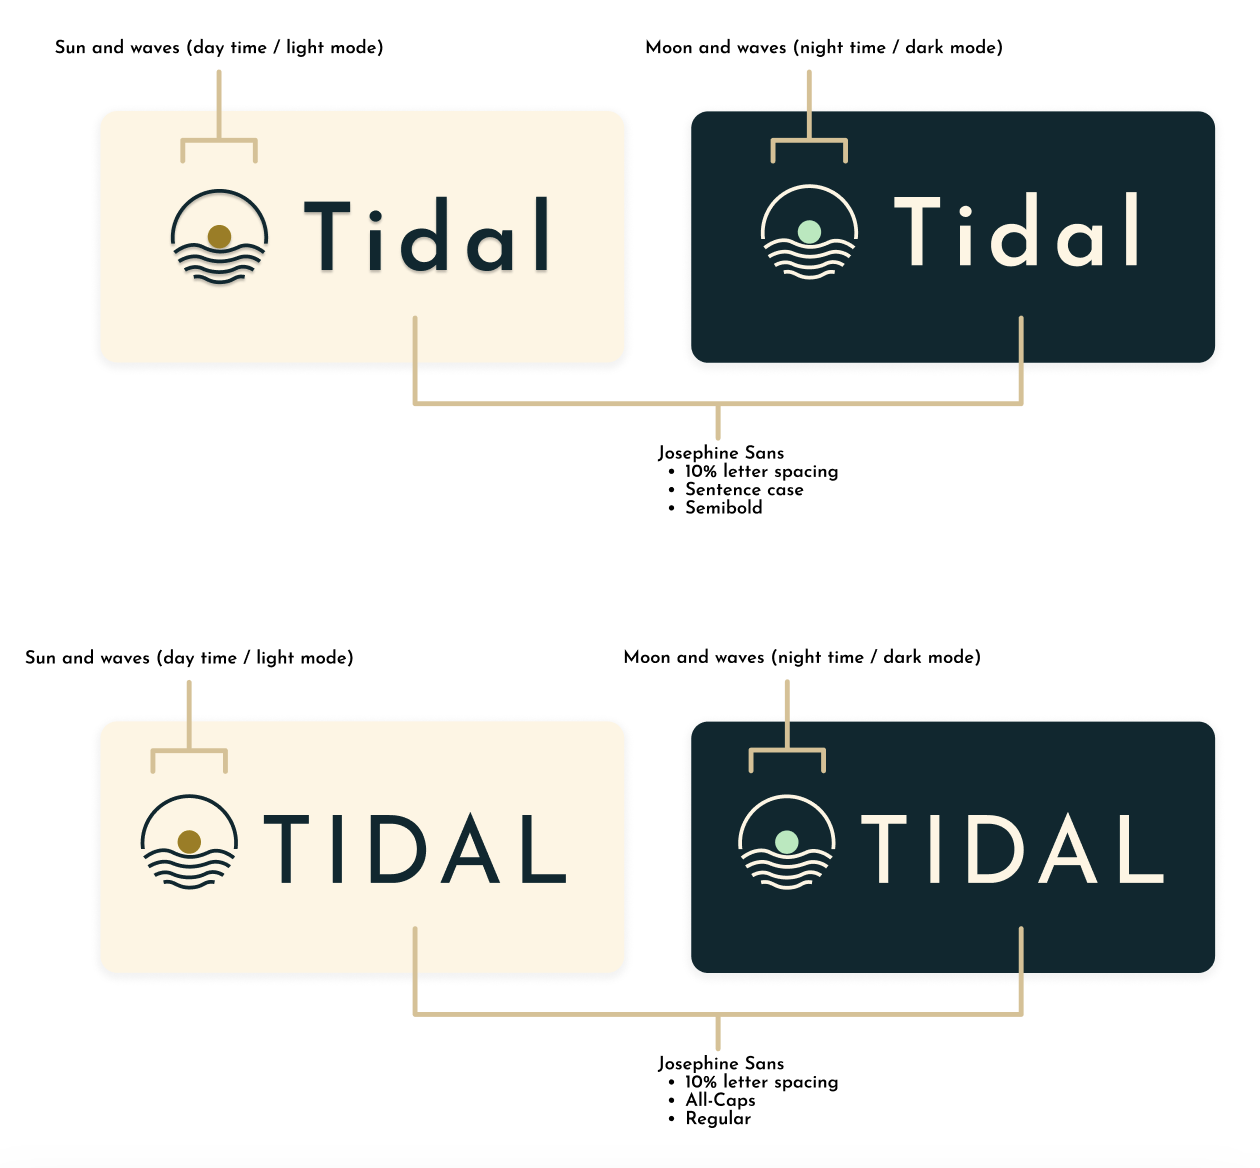 Sun and waves (day time / light mode)
Moon and waves (night time / dark mode)
Tidal
Tidal
Josephine Sans
• 10% letter spacing
• Sentence case
• Semibold
Sun and waves (day time / light mode)
Moon and waves (night time / dark mode)
TIDAL
TIDAL
Josephine Sans
• 10% letter spacing
• All-Caps
• Regular